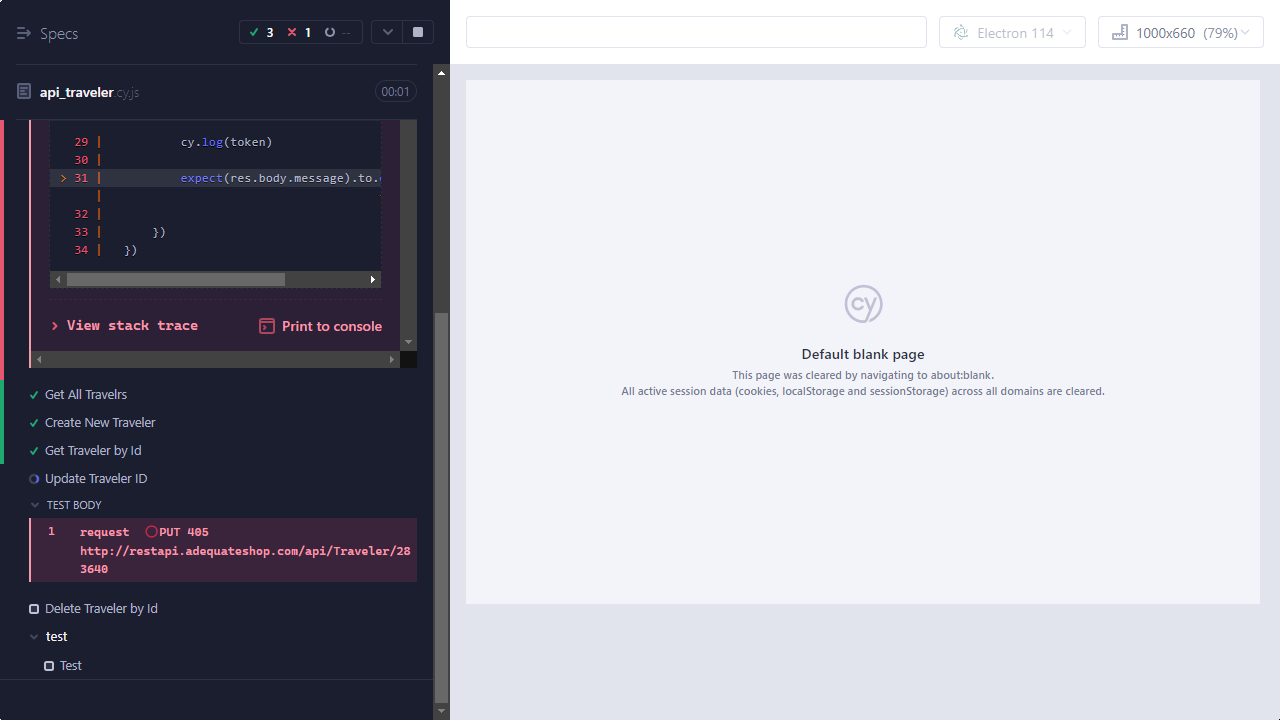 Specs
3 1 --
Electron 114
1000x660 (79%)
api_traveler.cy.js
00:01
29 | cy.log(token)
30 |
> 31 | expect(res.body.message).to.
|
32 |
33 | })
34 | })
View stack trace
Print to console
Get All Travelrs
Create New Traveler
Get Traveler by Id
Update Traveler ID
TEST BODY
1 request PUT 405
http://restapi.adequateshop.com/api/Traveler/28
3640
Delete Traveler by Id
test
Test
cy
Default blank page
This page was cleared by navigating to about:blank.
All active session data (cookies, localStorage and sessionStorage) across all domains are cleared.